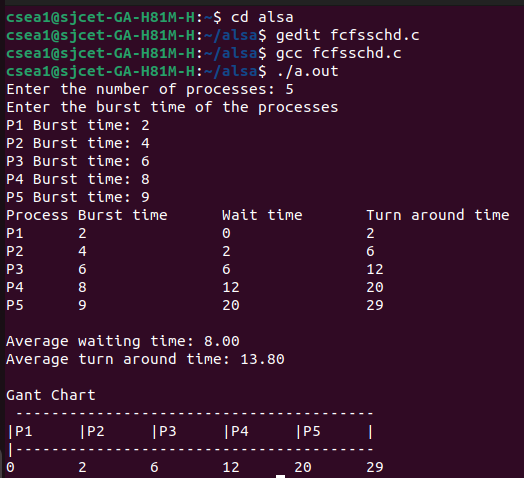 csea1@sjcet-GA-H81M-H:~$ cd alsa
csea1@sjcet-GA-H81M-H:~/alsa$ gedit fcfsschd.c
csea1@sjcet-GA-H81M-H:~/alsa$ gcc fcfsschd.c
csea1@sjcet-GA-H81M-H:~/alsa$ ./a.out
Enter the number of processes: 5
Enter the burst time of the processes
P1 Burst time: 2
P2 Burst time: 4
P3 Burst time: 6
P4 Burst time: 8
P5 Burst time: 9
Process Burst time      Wait time       Turn around time
P1      2               0               2
P2      4               2               6
P3      6               6               12
P4      8               12              20
P5      9               20              29
Average waiting time: 8.00
Average turn around time: 13.80
Gant Chart
 ----------------------------------------
|P1     |P2     |P3     |P4     |P5     |
|----------------------------------------
0       2       6       12      20      29